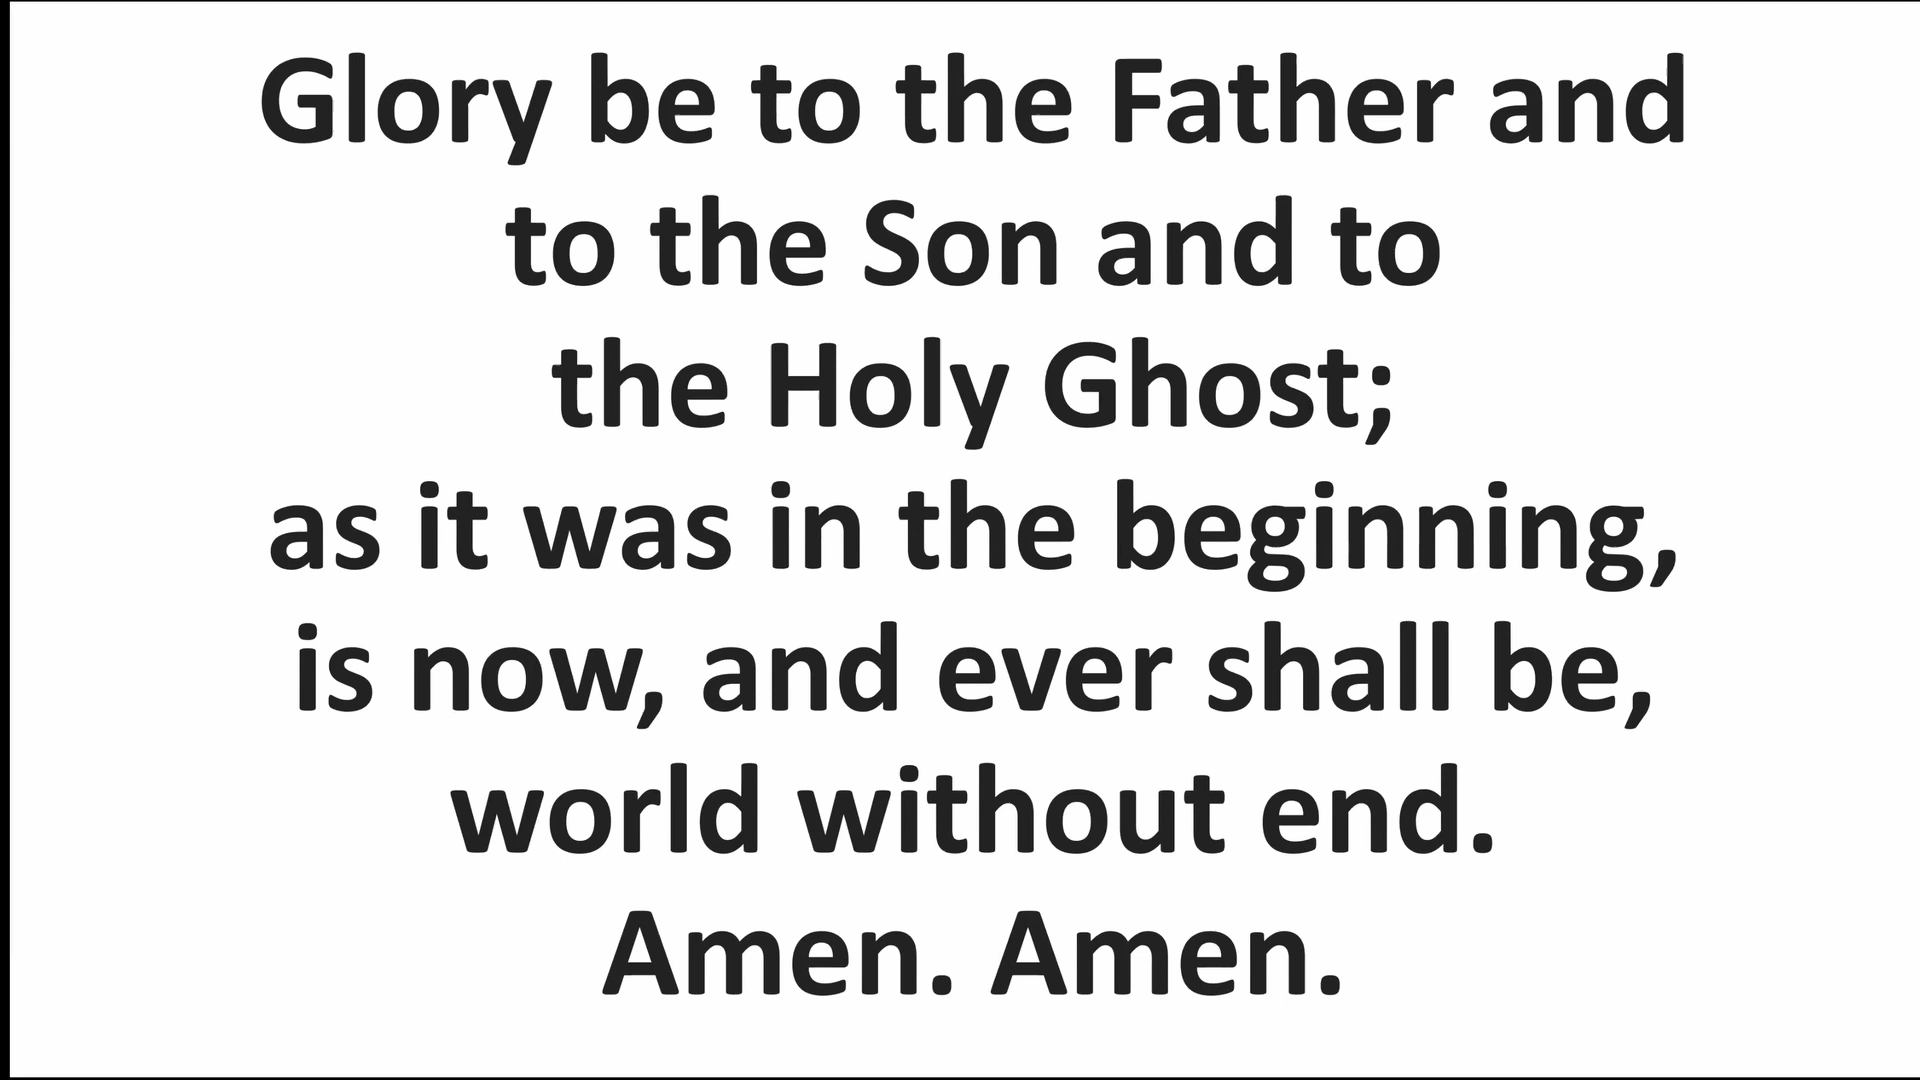 Glory be to the Father and
to the Son and to
the Holy Ghost;
as it was in the beginning,
is now, and ever shall be,
world without end.
Amen. Amen.